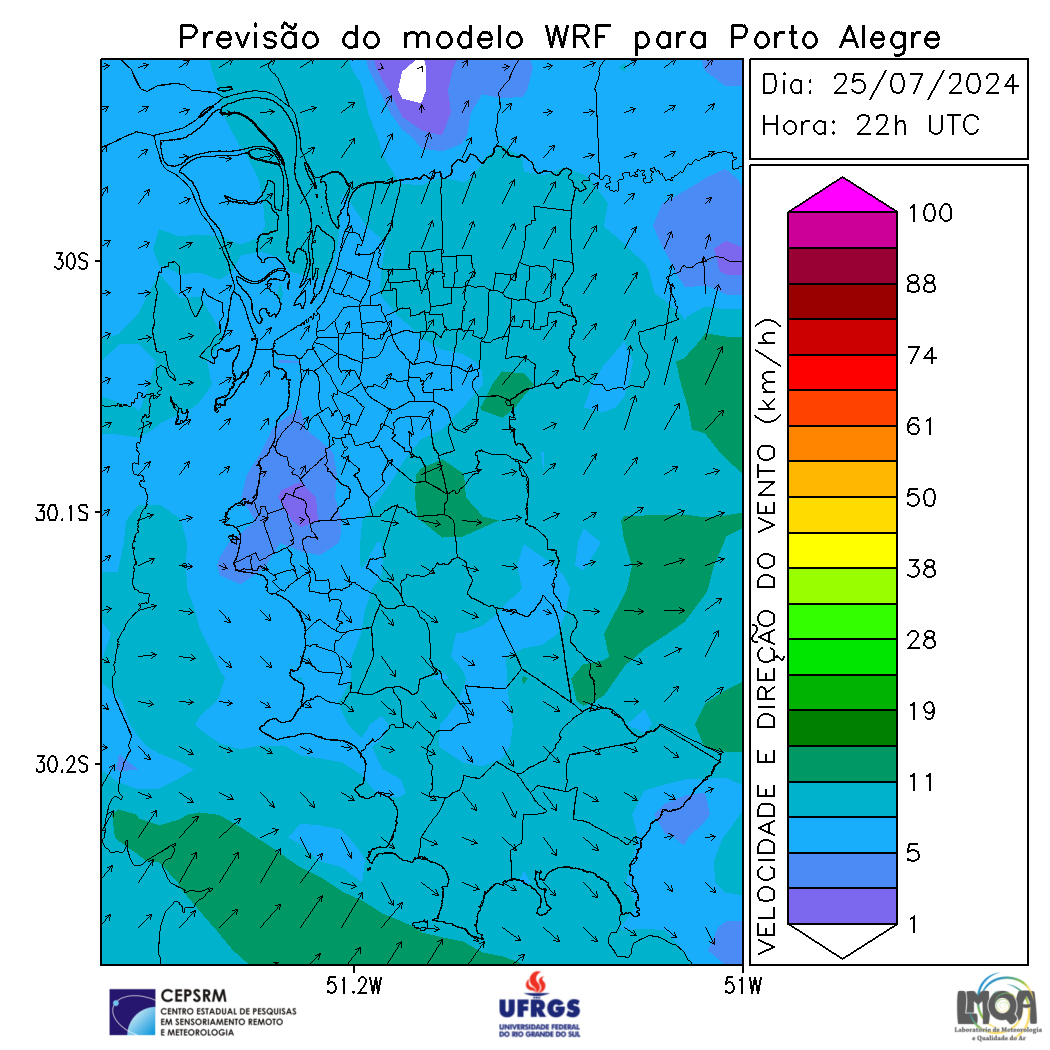 Previsão do modelo WRF para Porto Alegre
Dia: 25/07/2024
Hora: 22h UTC
30S
30.1S
30.2S
51.2W
51W
VELOCIDADE E DIREÇÃO DO VENTO (km/h)
100
88
74
61
50
38
28
19
11
5
1
CEPSRM
CENTRO ESTADUAL DE PESQUISAS
EM SENSORIAMENTO REMOTO
E METEOROLOGIA
UFRGS
UNIVERSIDADE FEDERAL
DO RIO GRANDE DO SUL
LMQA
Laboratório de Meteorologia
e Qualidade do Ar